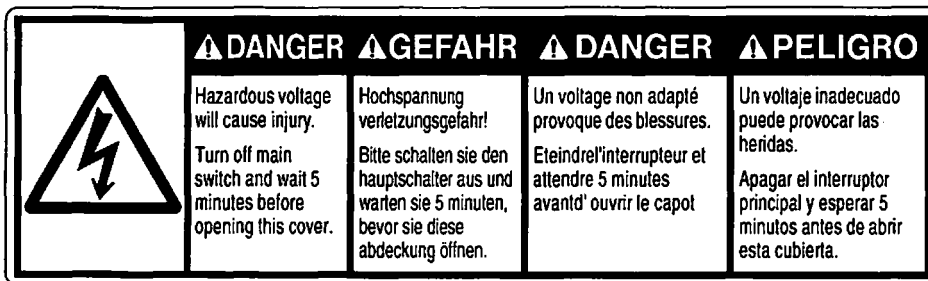 DANGER
Hazardous voltage
will cause injury.
Turn off main
switch and wait 5
minutes before
opening this cover.
GEFAHR
Hochspannung
verletzungsgefahr!
Bitte schalten sie den
hauptschalter aus und
warten sie 5 minuten,
bevor sie diese
abdeckung öffnen.
DANGER
Un voltage non adapté
provoque des blessures.
Eteindrel'interrupteur et
attendre 5 minutes
avantd' ouvrir le capot
PELIGRO
Un voltaje inadecuado
puede provocar las
heridas.
Apagar el interruptor
principal y esperar 5
minutos antes de abrir
esta cubierta.